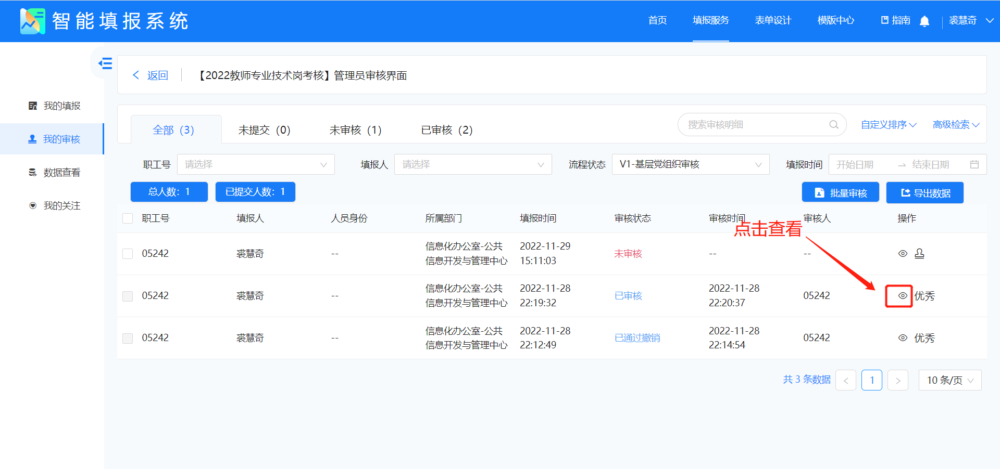 智能填报系统
首页 填报服务 表单设计 模版中心 指南 裘慧奇
返回 【2022教师专业技术岗考核】管理员审核界面
我的填报
我的审核
数据查看
我的关注
全部（3） 未提交（0） 未审核（1） 已审核（2） 搜索审核明细 自定义排序 高级检索
职工号 请选择 填报人 请选择 流程状态 V1-基层党组织审核 填报时间 开始日期 → 结束日期
总人数：1 已提交人数：1 批量审核 导出数据
职工号 填报人 人员身份 所属部门 填报时间 审核状态 审核时间 审核人 操作
点击查看
05242 裘慧奇 -- 信息化办公室-公共 2022-11-29 未审核 -- --
信息开发与管理中心 15:11:03
05242 裘慧奇 -- 信息化办公室-公共 2022-11-28 已审核 2022-11-28 05242 优秀
信息开发与管理中心 22:19:32 22:20:37
05242 裘慧奇 -- 信息化办公室-公共 2022-11-28 已通过撤销 2022-11-28 05242 优秀
信息开发与管理中心 22:12:49 22:14:54
共 3 条数据 < 1 > 10 条/页